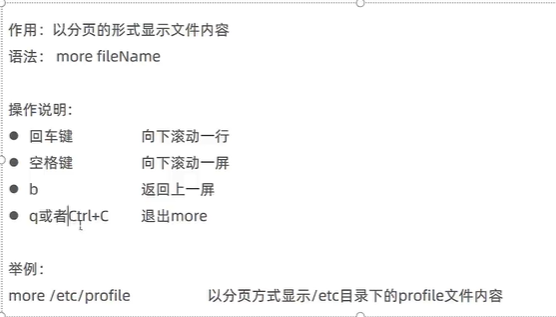 作用：以分页的形式显示文件内容
语法： more fileName
操作说明：
● 回车键 向下滚动一行
● 空格键 向下滚动一屏
● b 返回上一屏
● q或者Ctrl+C 退出more
举例：
more /etc/profile 以分页方式显示/etc目录下的profile文件内容